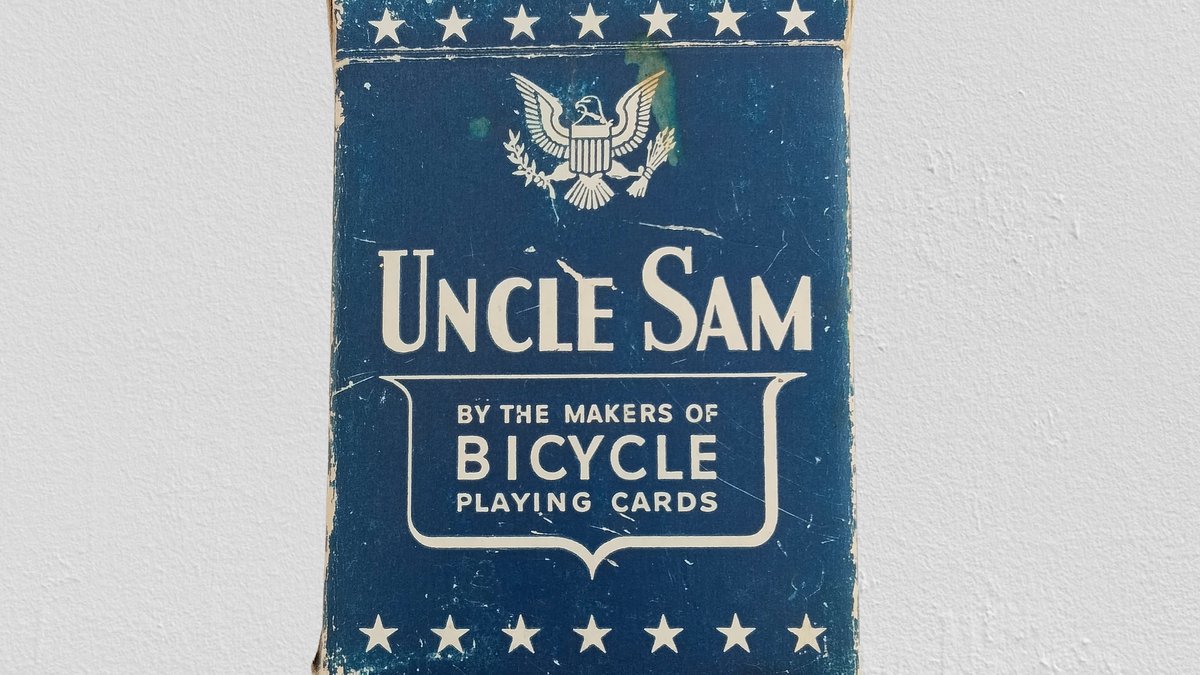 UNCLE SAM
BY THE MAKERS OF
BICYCLE
PLAYING CARDS